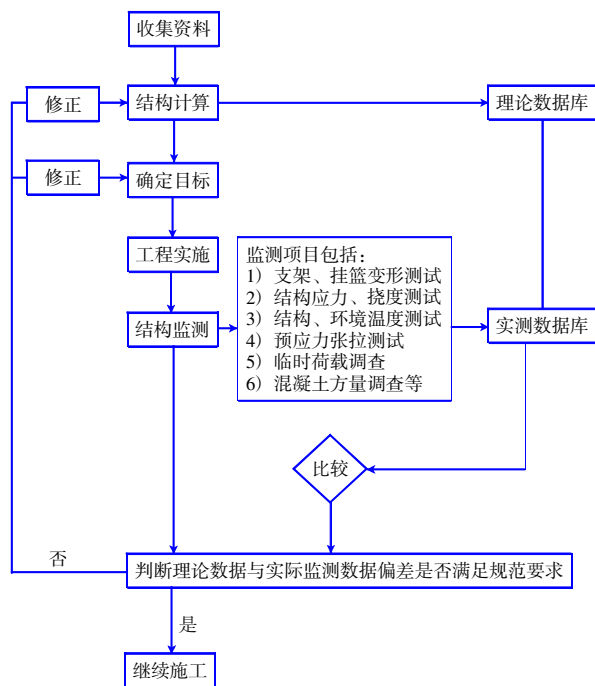 收集资料
修正
结构计算
理论数据库
修正
确定目标
工程实施
监测项目包括：
1）支架、挂篮变形测试
2）结构应力、挠度测试
3）结构、环境温度测试
4）预应力张拉测试
5）临时荷载调查
6）混凝土方量调查等
结构监测
实测数据库
比较
否
判断理论数据与实际监测数据偏差是否满足规范要求
是
继续施工